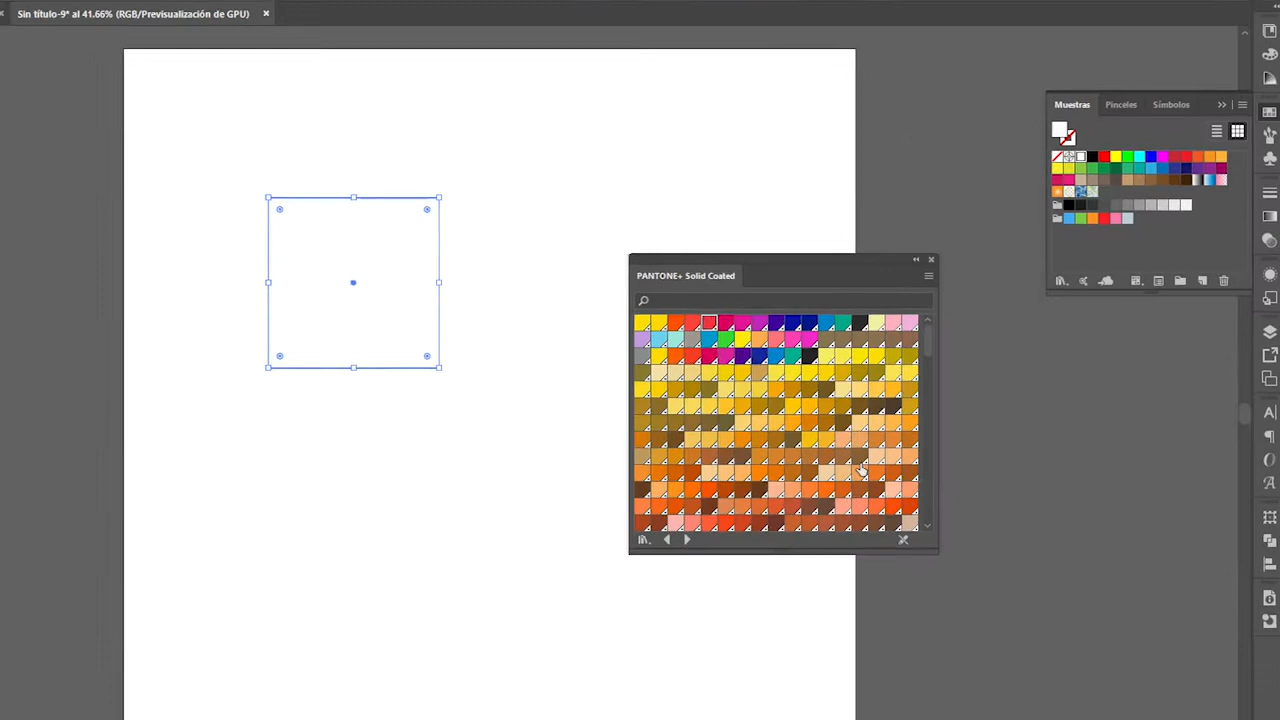 Sin título-9* al 41.66% (RGB/Previsualización de GPU)
Muestras Pinceles Símbolos
PANTONE+ Solid Coated